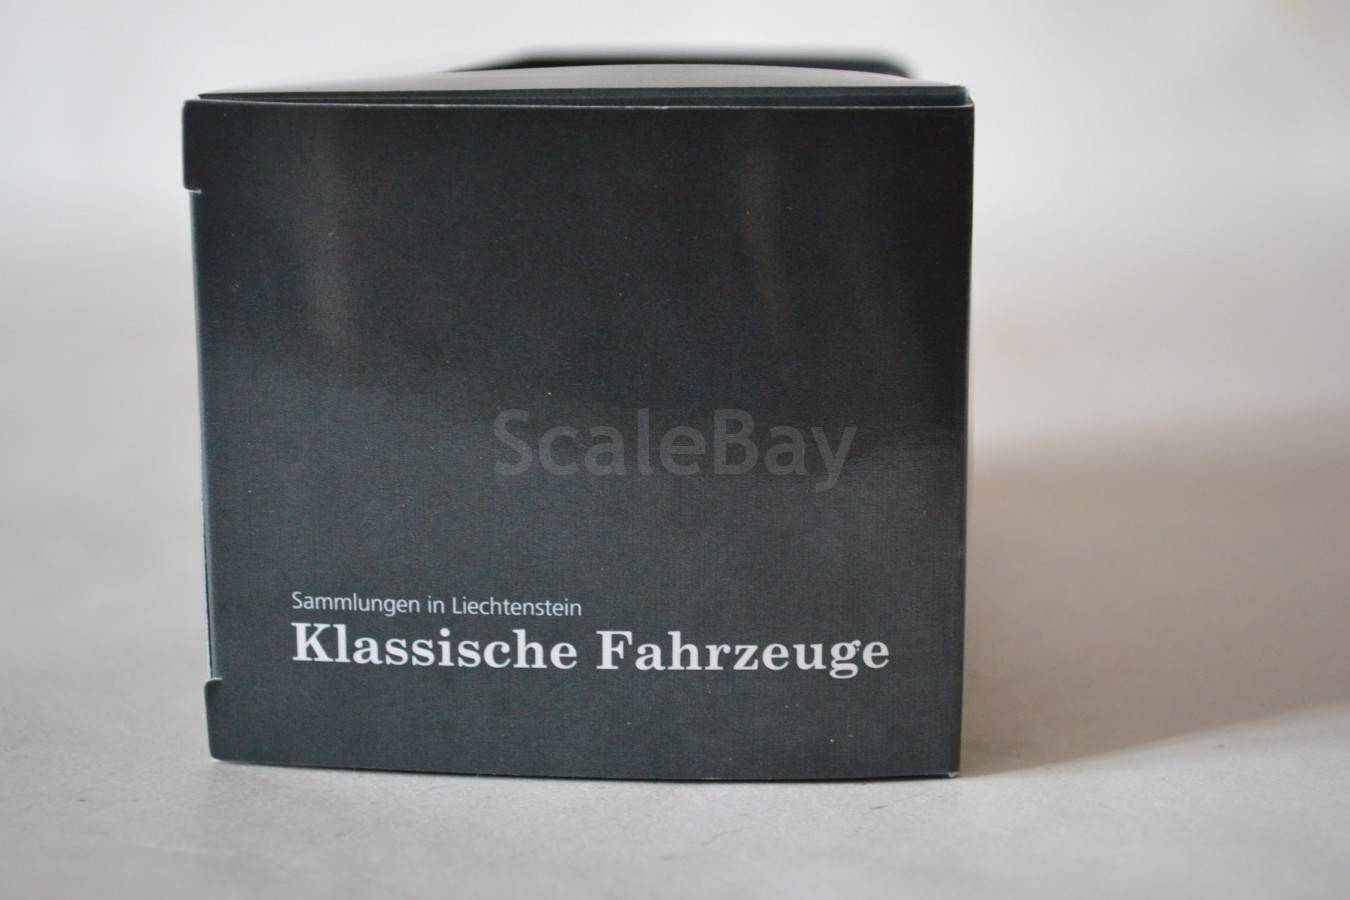 ScaleBay
Sammlungen in Liechtenstein
Klassische Fahrzeuge